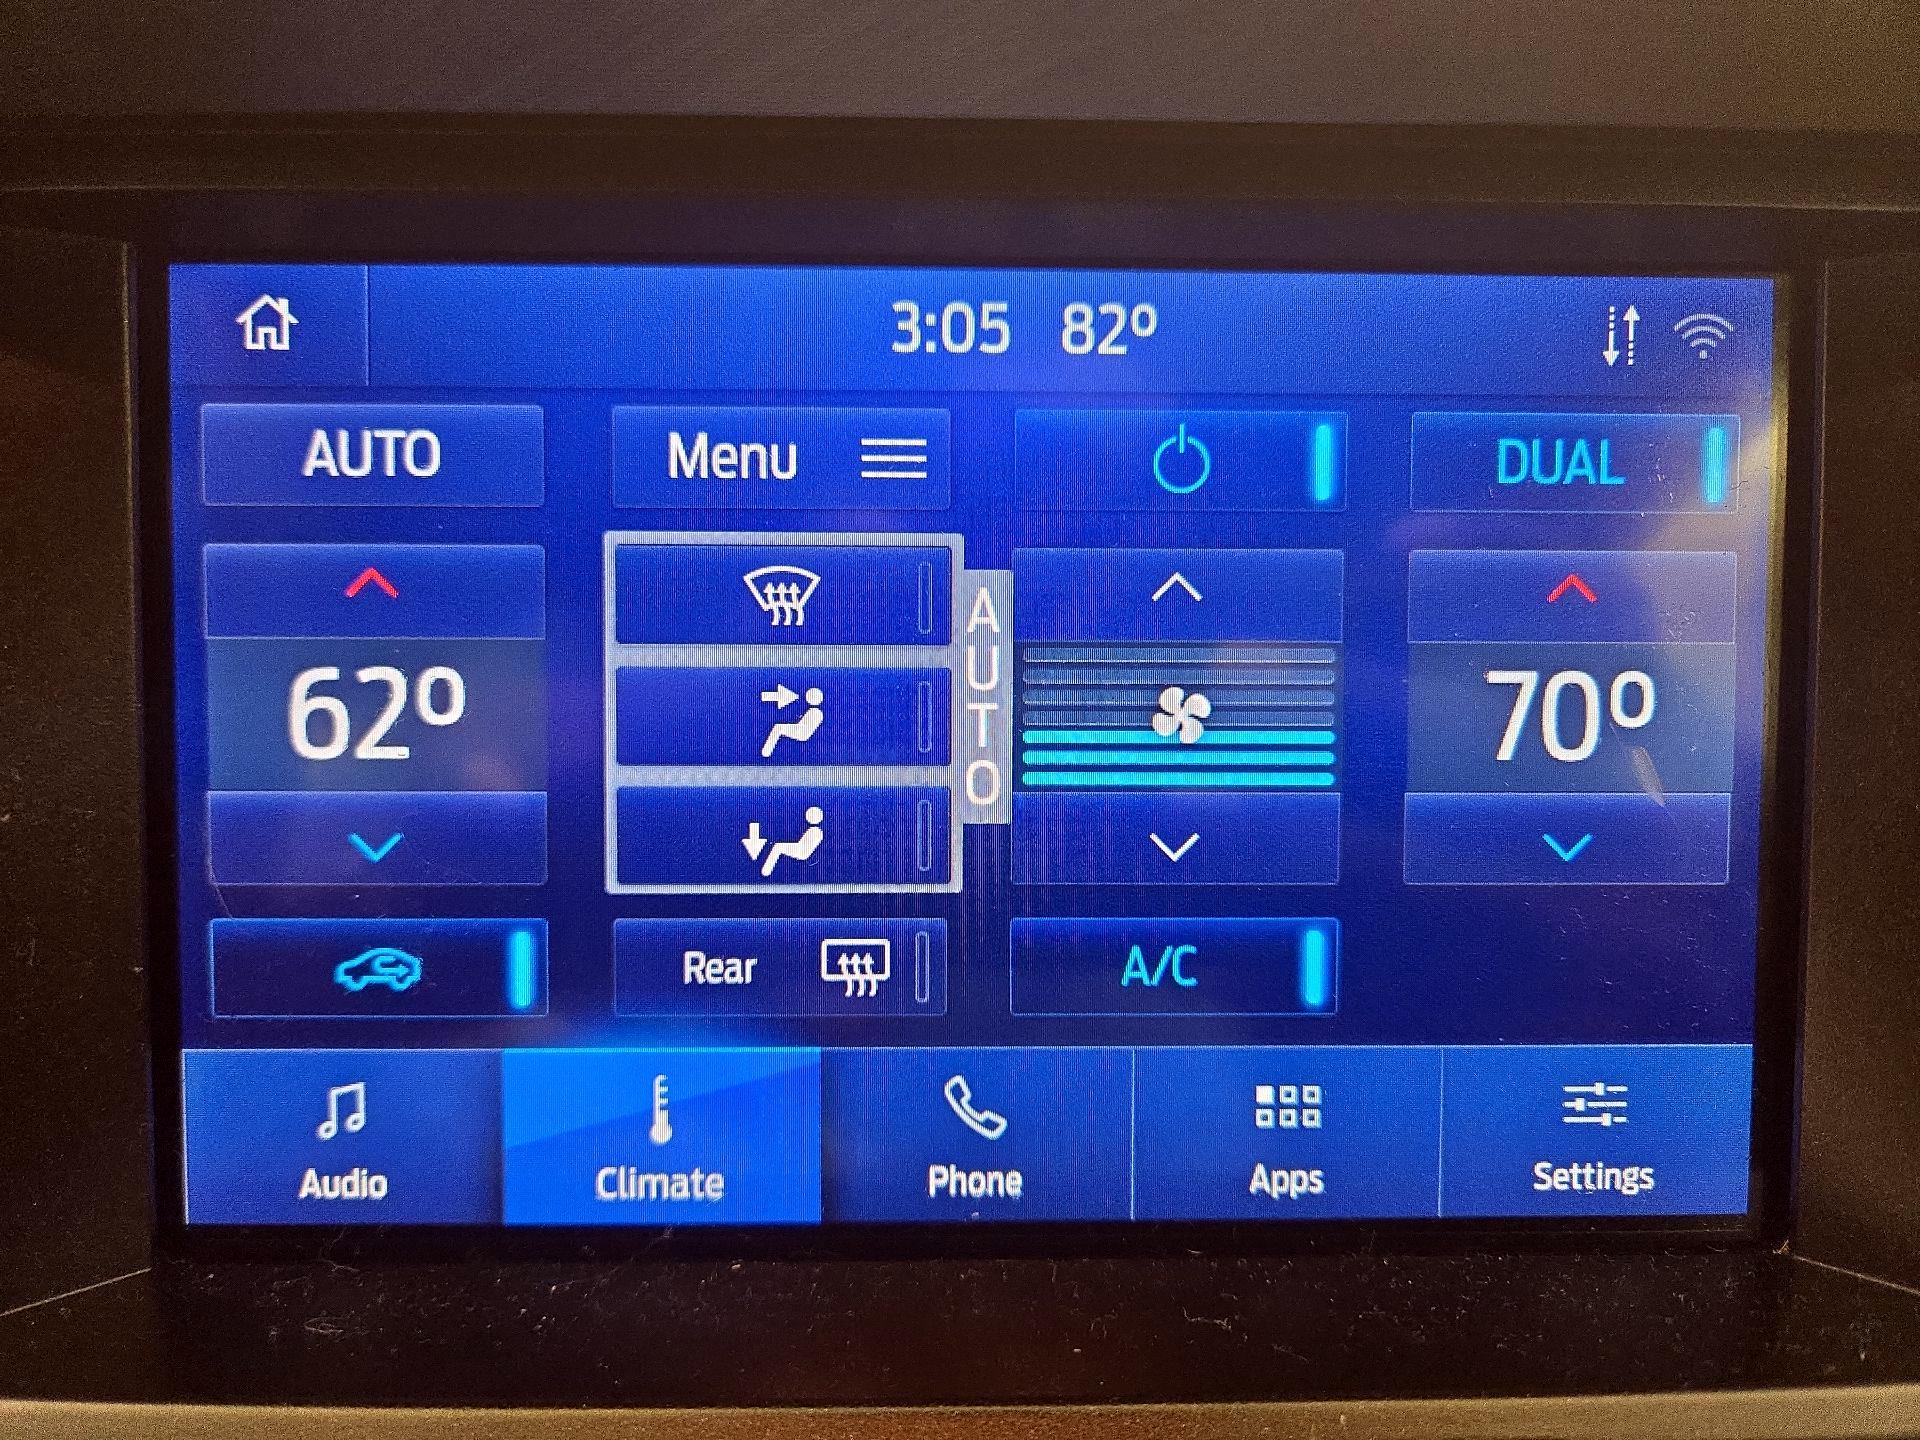 3:05 82°
AUTO
Menu
DUAL
62°
AUTO
70°
Rear
A/C
Audio
Climate
Phone
Apps
Settings